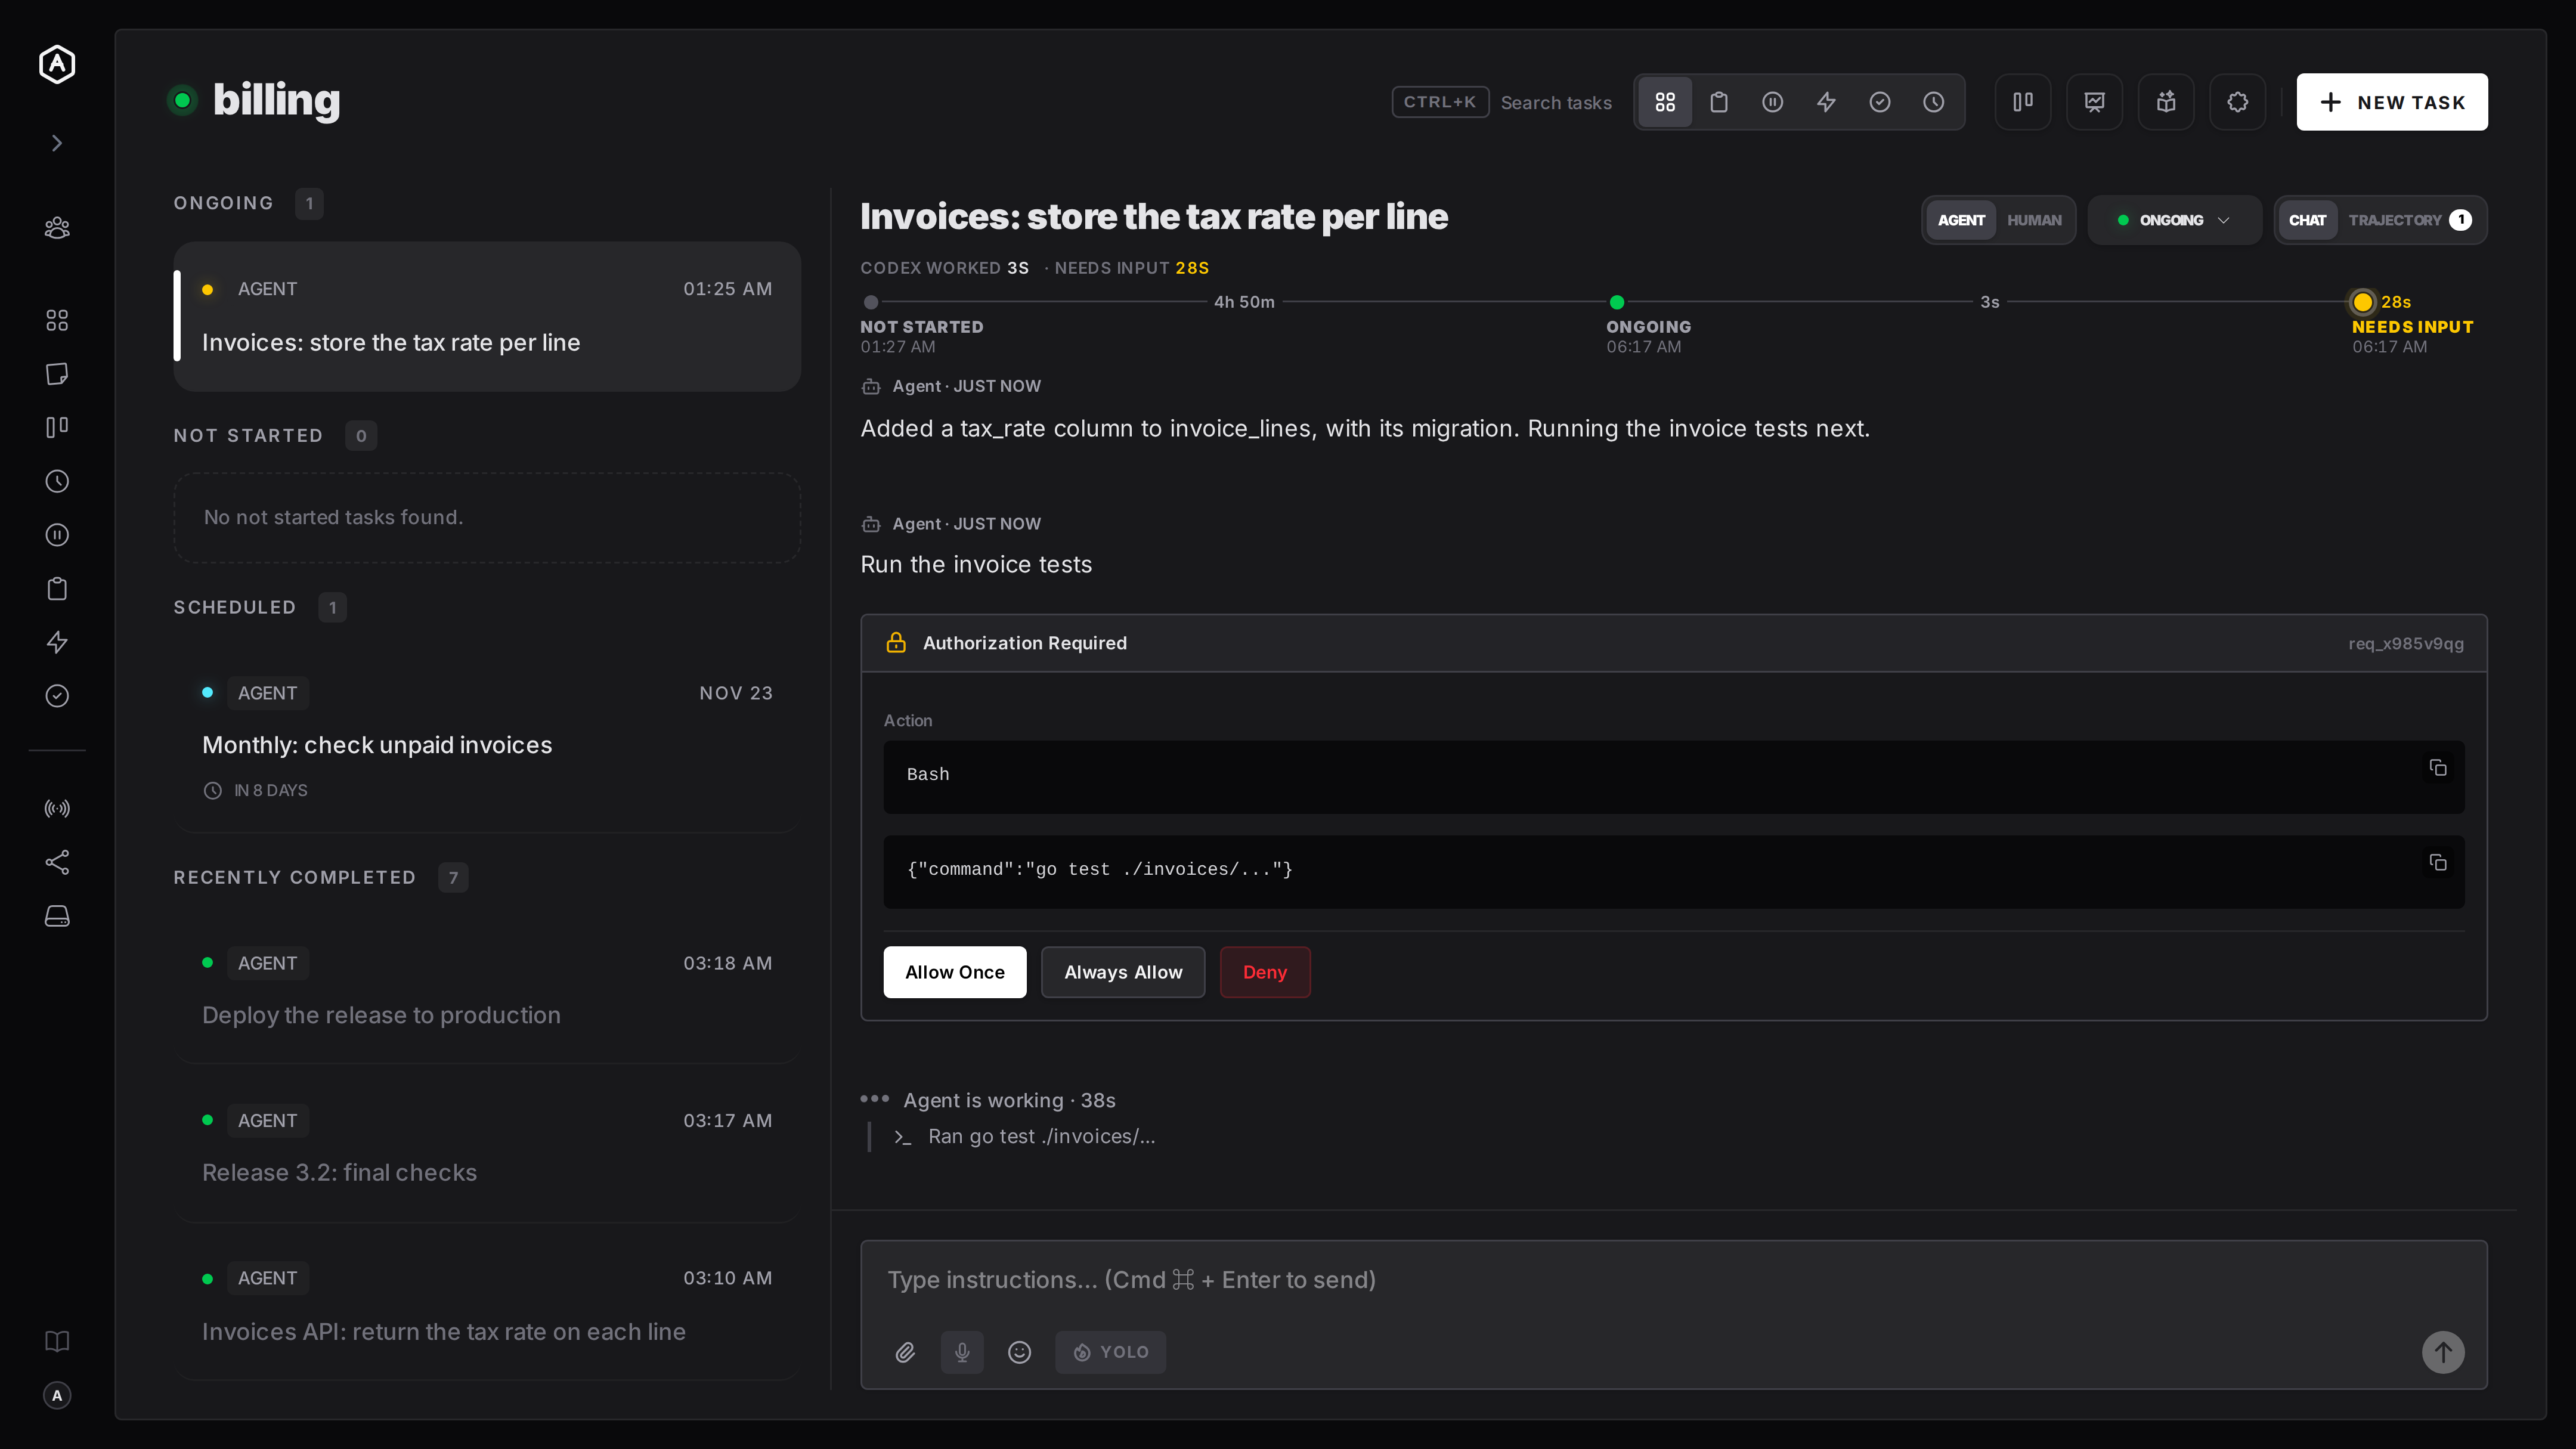 billing
CTRL+K Search tasks
NEW TASK
ONGOING 1
AGENT 01:25 AM
Invoices: store the tax rate per line
NOT STARTED 0
No not started tasks found.
SCHEDULED 1
AGENT NOV 23
Monthly: check unpaid invoices
IN 8 DAYS
RECENTLY COMPLETED 7
AGENT 03:18 AM
Deploy the release to production
AGENT 03:17 AM
Release 3.2: final checks
AGENT 03:10 AM
Invoices API: return the tax rate on each line
A
Invoices: store the tax rate per line
AGENT HUMAN
ONGOING
CHAT TRAJECTORY 1
CODEX WORKED 3S · NEEDS INPUT 28S
4h 50m 3s 28s
NOT STARTED ONGOING NEEDS INPUT
01:27 AM 06:17 AM 06:17 AM
Agent · JUST NOW
Added a tax_rate column to invoice_lines, with its migration. Running the invoice tests next.
Agent · JUST NOW
Run the invoice tests
Authorization Required req_x985v9qg
Action
Bash
{"command":"go test ./invoices/..."}
Allow Once Always Allow Deny
Agent is working · 38s
Ran go test ./invoices/...
Type instructions... (Cmd ⌘ + Enter to send)
YOLO